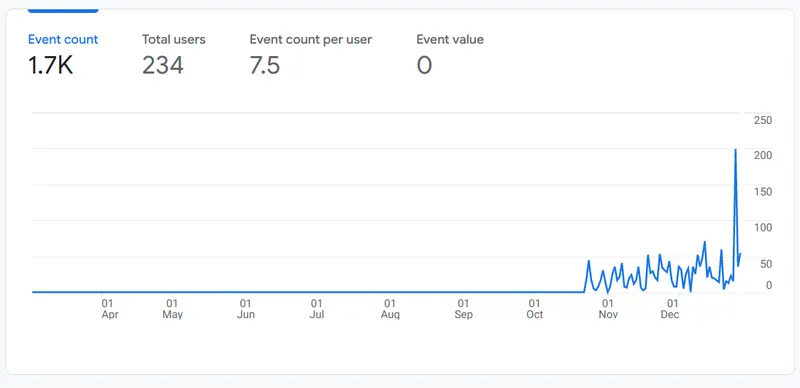 Event count Total users Event count per user Event value
1.7K 234 7.5 0
250
200
150
100
50
0
01 01 01 01 01 01 01 01 01
Apr May Jun Jul Aug Sep Oct Nov Dec